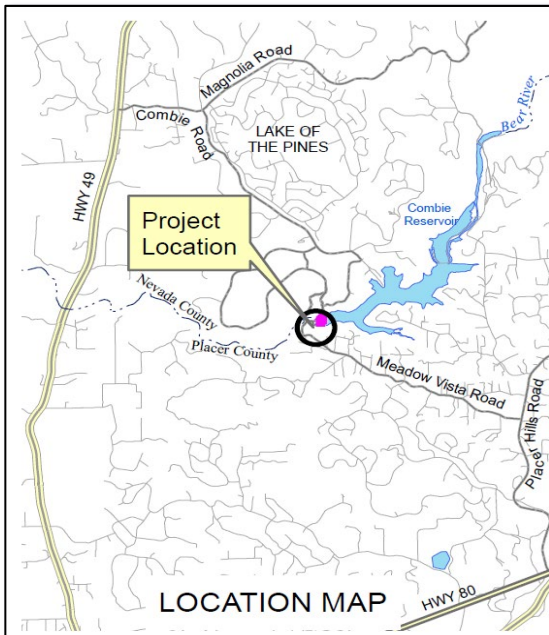 Magnolia Road
Combie Road
LAKE OF
THE PINES
Bear River
HWY 49
Combie
Reservoir
Project
Location
Nevada County
Placer County
Meadow Vista Road
Placer Hills Road
LOCATION MAP
HWY 80